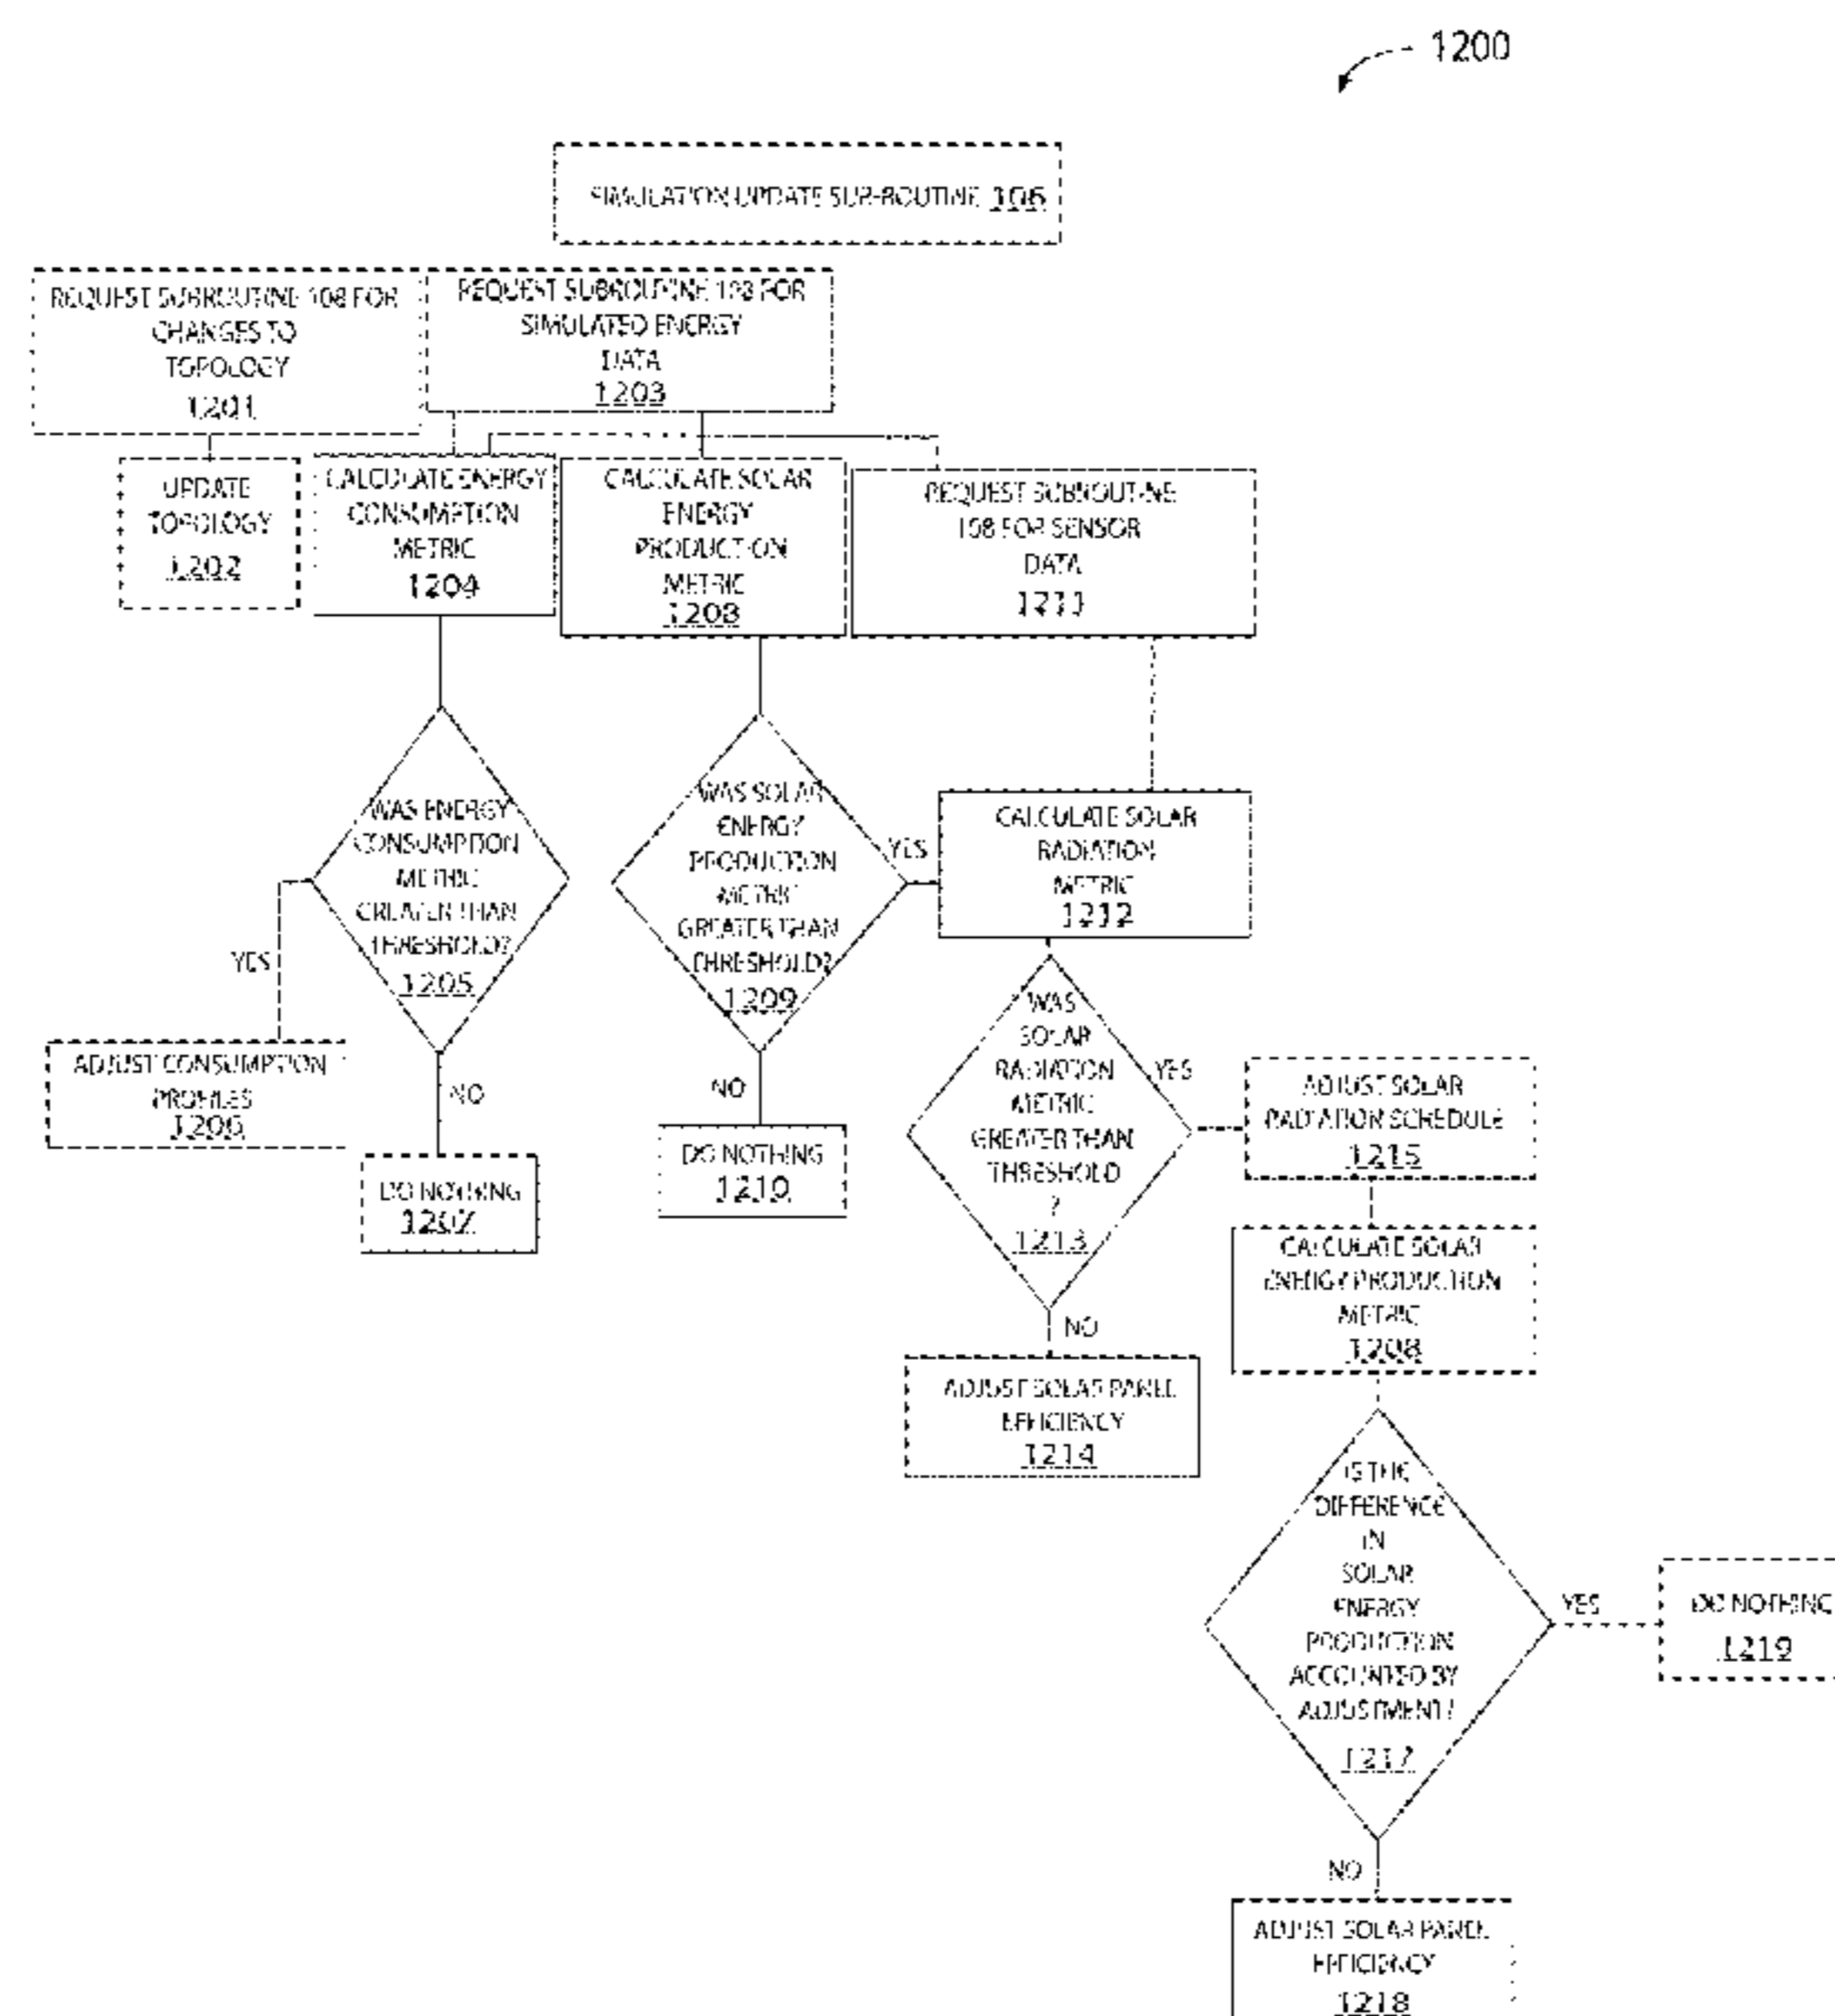 1200
SIMULATION UPDATE SUB-ROUTINE 106
REQUEST SUBROUTINE 108 FOR
CHANGES TO
TOPOLOGY
1201
REQUEST SUBROUTINE 108 FOR
SIMULATED ENERGY
DATA
1203
UPDATE
TOPOLOGY
1202
CALCULATE ENERGY
CONSUMPTION
METRIC
1204
CALCULATE SOLAR
ENERGY
PRODUCTION
METRIC
1208
REQUEST SUBROUTINE
108 FOR SENSOR
DATA
1211
WAS ENERGY
CONSUMPTION
METRIC
GREATER THAN
THRESHOLD?
1205
YES
NO
ADJUST CONSUMPTION
PROFILES
1206
DO NOTHING
1207
WAS SOLAR
ENERGY
PRODUCTION
METRIC
GREATER THAN
THRESHOLD?
1209
YES
NO
DO NOTHING
1210
CALCULATE SOLAR
RADIATION
METRIC
1212
WAS
SOLAR
RADIATION
METRIC
GREATER THAN
THRESHOLD
?
1213
YES
NO
ADJUST SOLAR PANEL
EFFICIENCY
1214
ADJUST SOLAR
RADIATION SCHEDULE
1215
CALCULATE SOLAR
ENERGY PRODUCTION
METRIC
1208
IS THE
DIFFERENCE
IN
SOLAR
ENERGY
PRODUCTION
ACCOUNTED BY
ADJUSTMENT?
1217
YES
DO NOTHING
1219
NO
ADJUST SOLAR PANEL
EFFICIENCY
1218